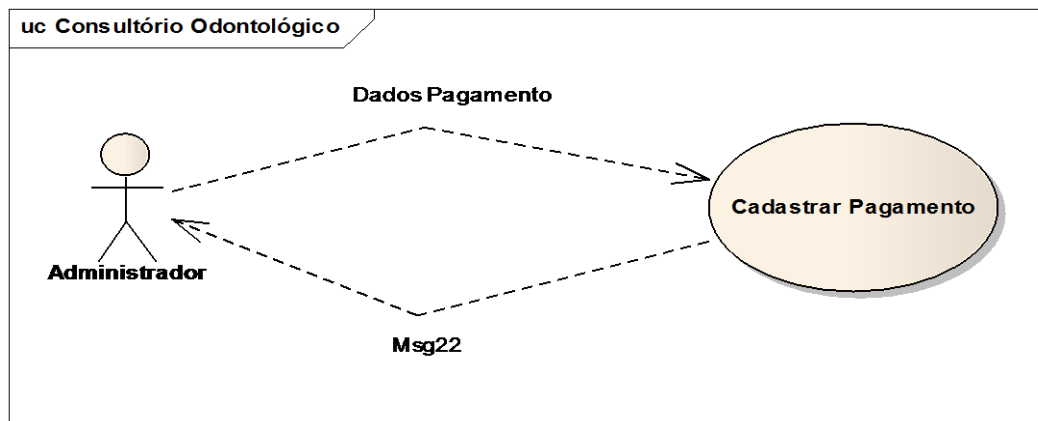 uc Consultório Odontológico
Dados Pagamento
Cadastrar Pagamento
Administrador
Msg22